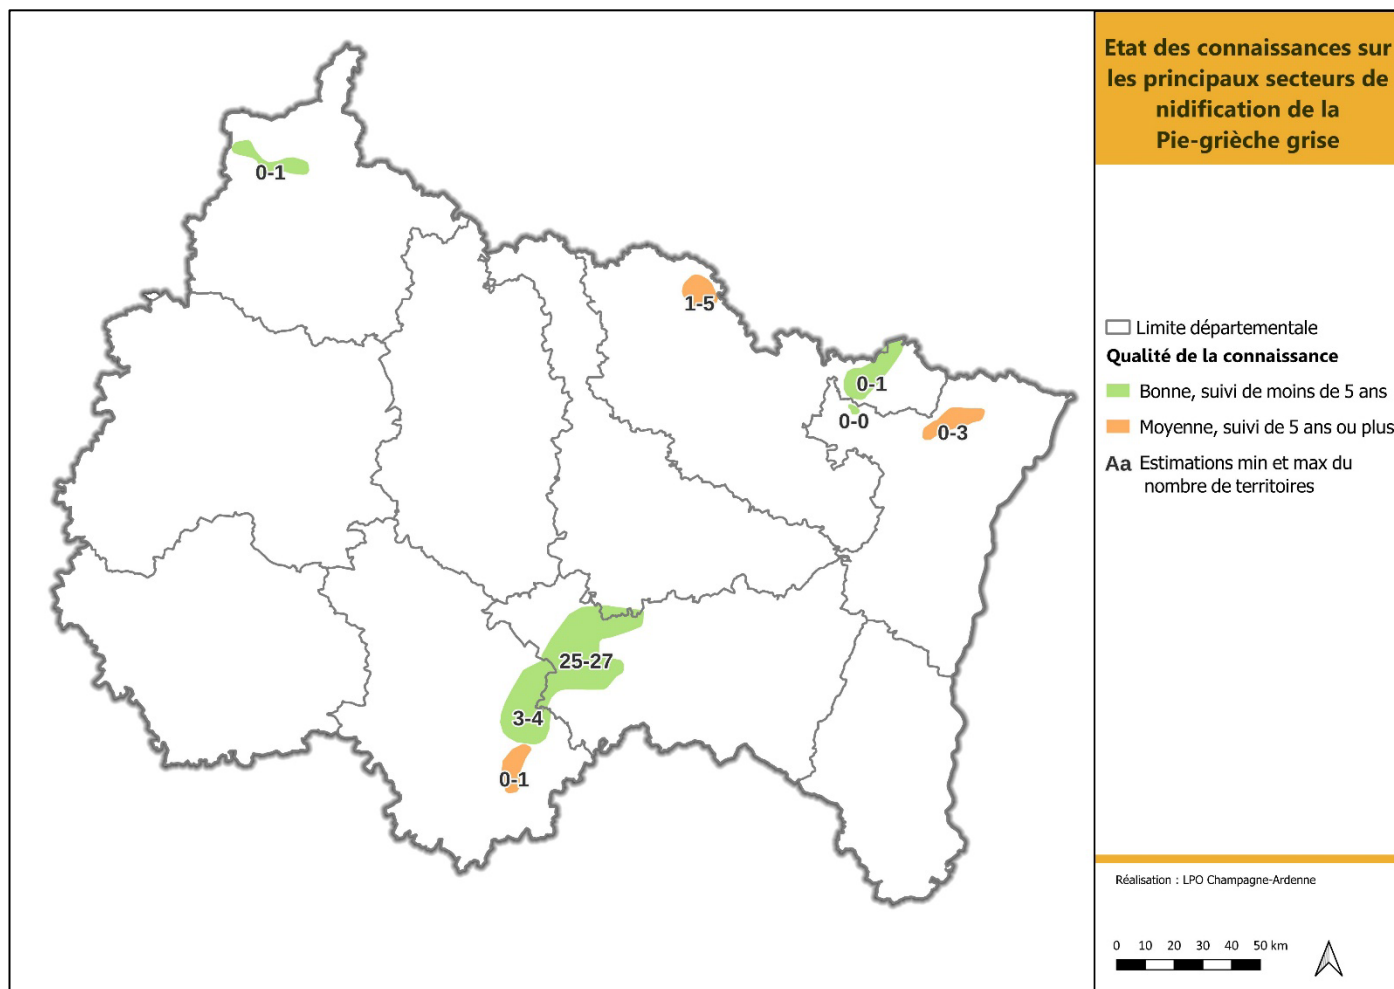 Etat des connaissances sur
les principaux secteurs de
nidification de la
Pie-grièche grise
0-1
1-5
0-1
0-0
0-3
25-27
3-4
0-1
Limite départementale
Qualité de la connaissance
Bonne, suivi de moins de 5 ans
Moyenne, suivi de 5 ans ou plus
Aa Estimations min et max du
nombre de territoires
Réalisation : LPO Champagne-Ardenne
0 10 20 30 40 50 km